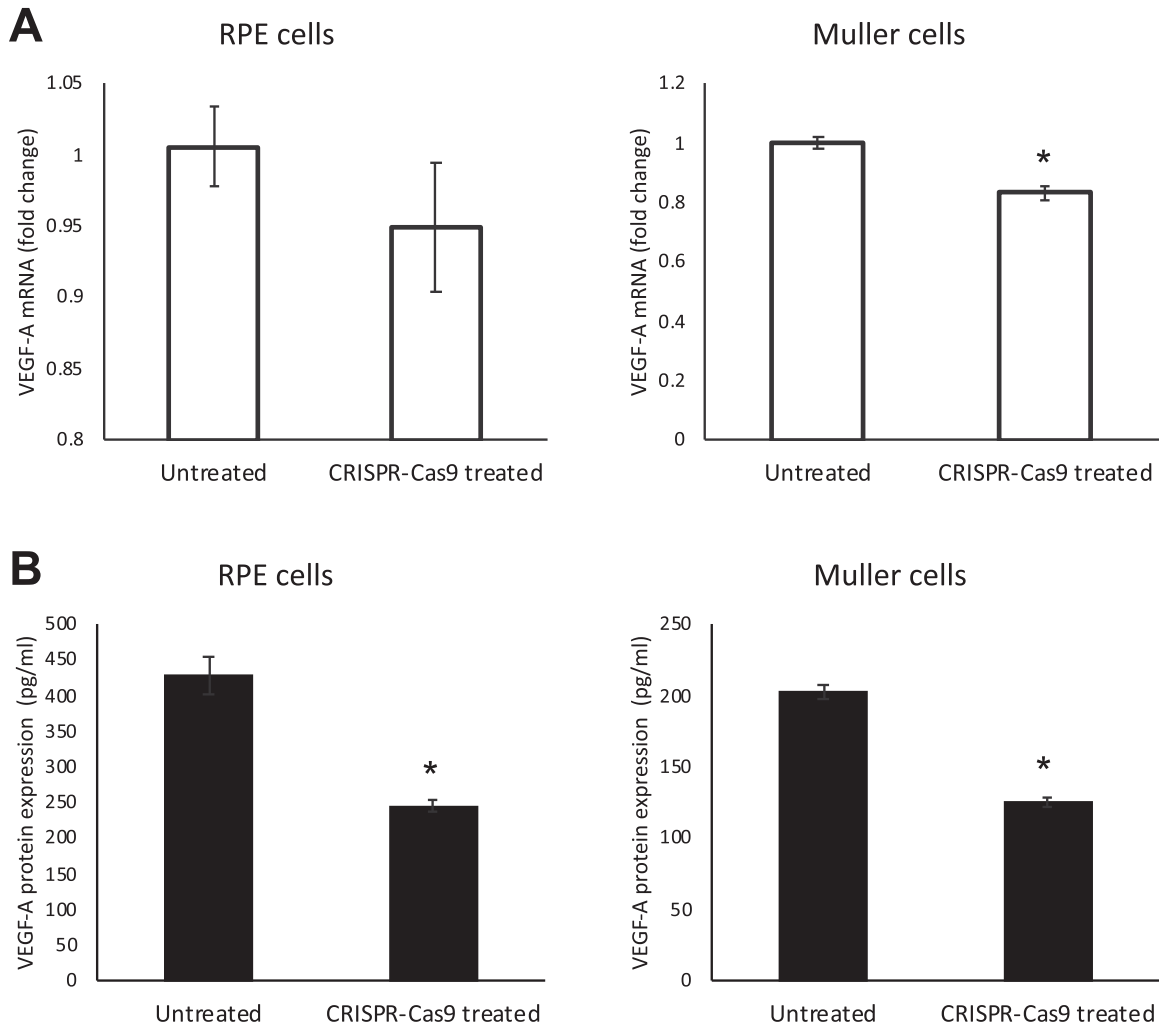 A
RPE cells
VEGF-A mRNA (fold change)
1.05
1
0.95
0.9
0.85
0.8
Untreated
CRISPR-Cas9 treated
Muller cells
VEGF-A mRNA (fold change)
1.2
1
0.8
0.6
0.4
0.2
0
*
Untreated
CRISPR-Cas9 treated
B
RPE cells
VEGF-A protein expression (pg/ml)
500
450
400
350
300
250
200
150
100
50
0
*
Untreated
CRISPR-Cas9 treated
Muller cells
VEGF-A protein expression (pg/ml)
250
200
150
100
50
0
*
Untreated
CRISPR-Cas9 treated